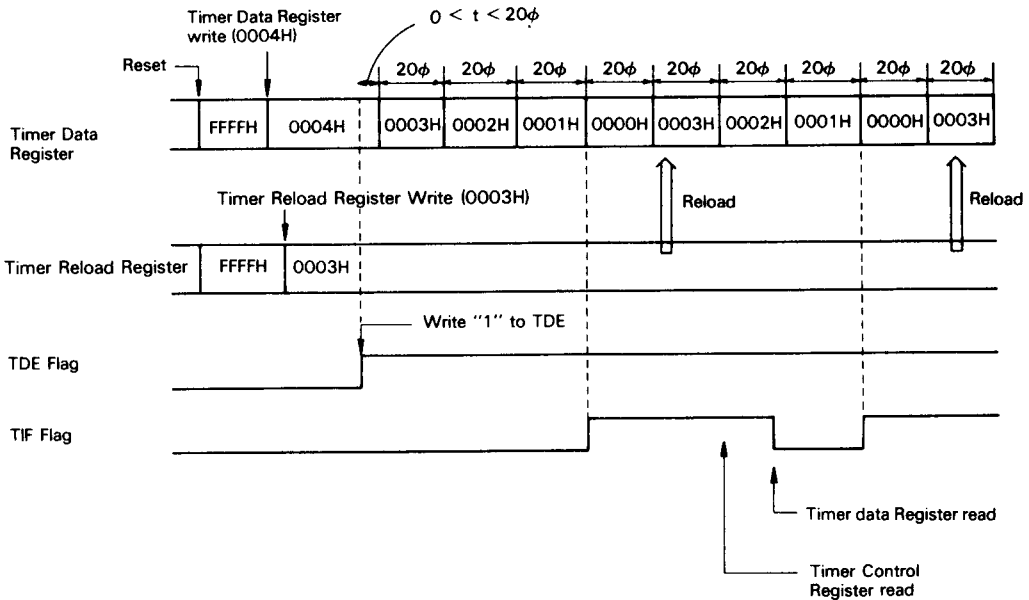 Timer Data Register
write (0004H)
0 < t < 20ϕ
Reset
20ϕ 20ϕ 20ϕ 20ϕ 20ϕ 20ϕ 20ϕ 20ϕ 20ϕ
Timer Data
Register
FFFFH 0004H 0003H 0002H 0001H 0000H 0003H 0002H 0001H 0000H 0003H
Reload
Reload
Timer Reload Register Write (0003H)
Timer Reload Register FFFFH 0003H
Write "1" to TDE
TDE Flag
TIF Flag
Timer data Register read
Timer Control
Register read